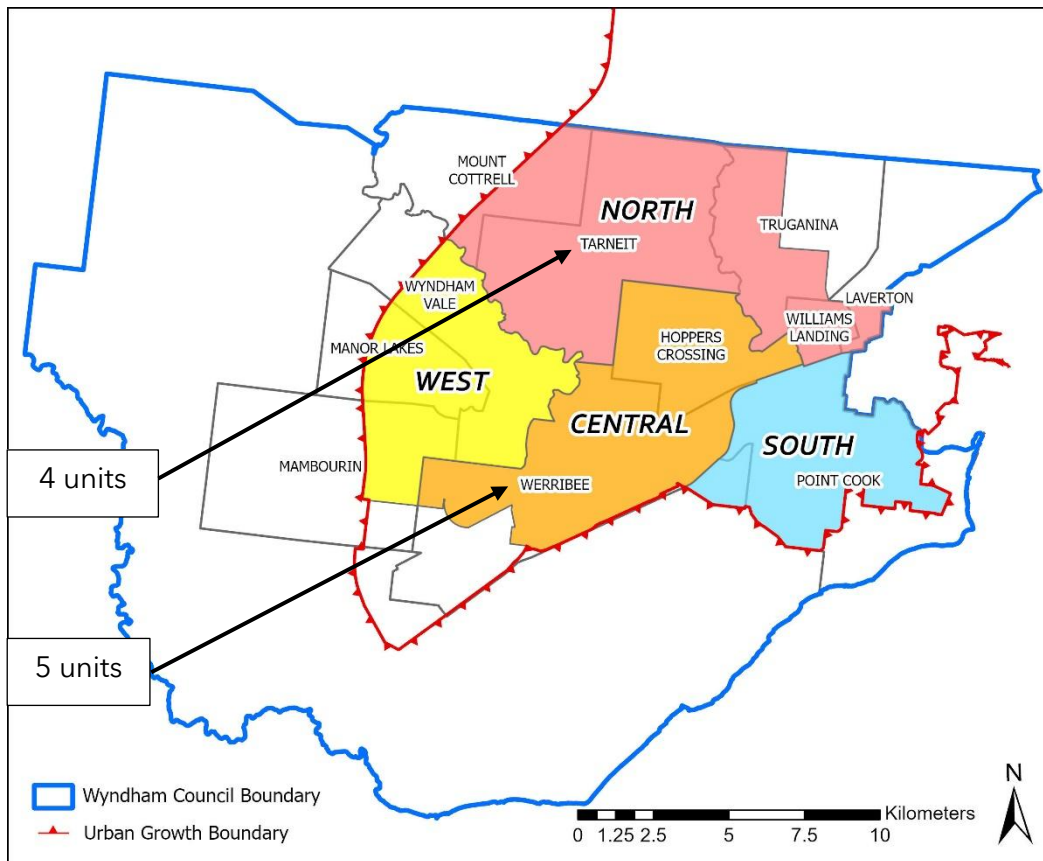 MOUNT
COTTRELL
NORTH
TRUGANINA
TARNEIT
WYNDHAM
VALE
LAVERTON
WILLIAMS
LANDING
HOPPERS
CROSSING
MANOR LAKES
WEST
CENTRAL
SOUTH
4 units
MAMBOURIN
WERRIBEE
POINT COOK
5 units
Wyndham Council Boundary
Urban Growth Boundary
N
Kilometers
0 1.25 2.5 5 7.5 10